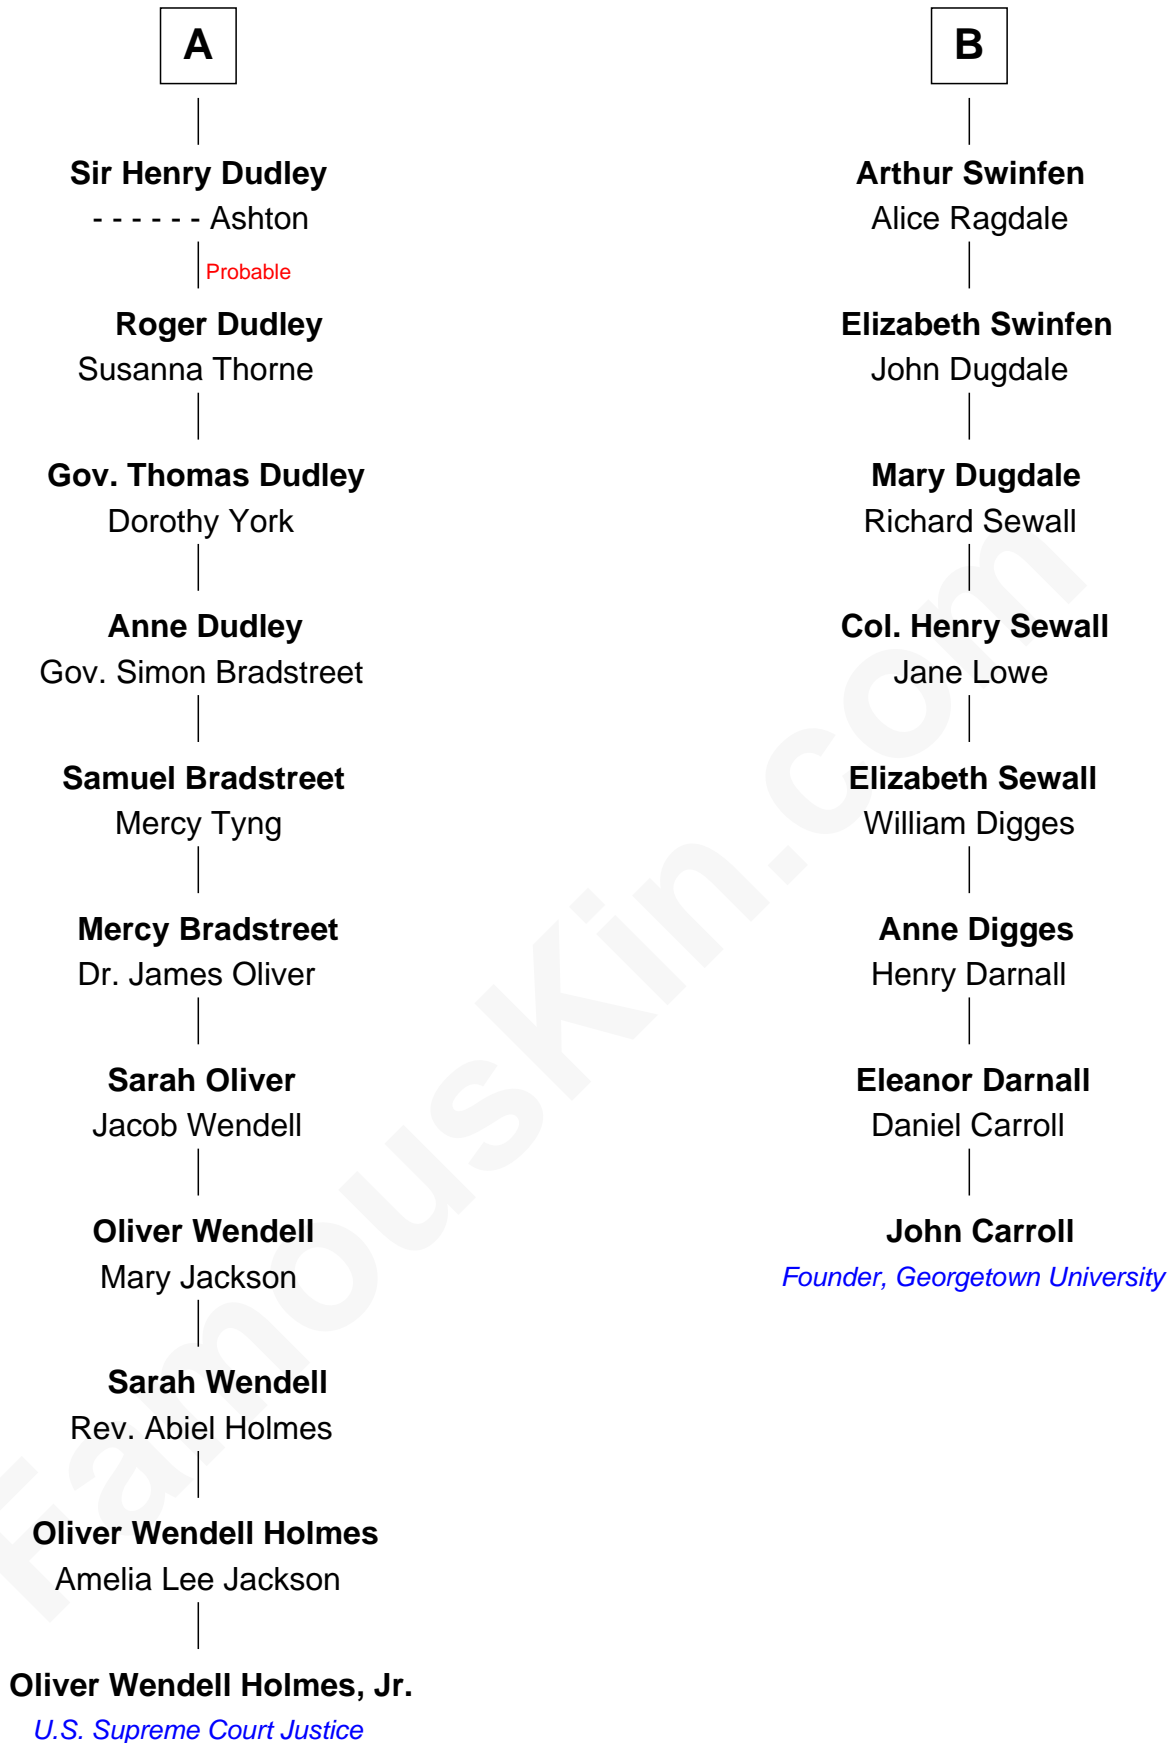 A
Sir Henry Dudley
- - - - - - Ashton
Probable
Roger Dudley
Susanna Thorne
Gov. Thomas Dudley
Dorothy York
Anne Dudley
Gov. Simon Bradstreet
Samuel Bradstreet
Mercy Tyng
Mercy Bradstreet
Dr. James Oliver
Sarah Oliver
Jacob Wendell
Oliver Wendell
Mary Jackson
Sarah Wendell
Rev. Abiel Holmes
Oliver Wendell Holmes
Amelia Lee Jackson
Oliver Wendell Holmes, Jr.
U.S. Supreme Court Justice
B
Arthur Swinfen
Alice Ragdale
Elizabeth Swinfen
John Dugdale
Mary Dugdale
Richard Sewall
Col. Henry Sewall
Jane Lowe
Elizabeth Sewall
William Digges
Anne Digges
Henry Darnall
Eleanor Darnall
Daniel Carroll
John Carroll
Founder, Georgetown University
FamousKin.com